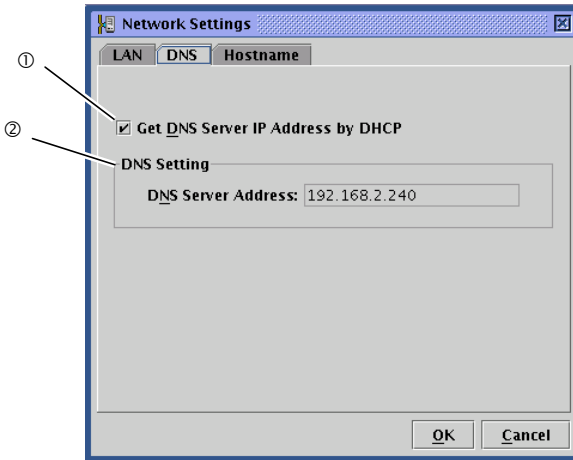 Network Settings
LAN DNS Hostname
①
Get DNS Server IP Address by DHCP
②
DNS Setting
DNS Server Address: 192.168.2.240
OK Cancel